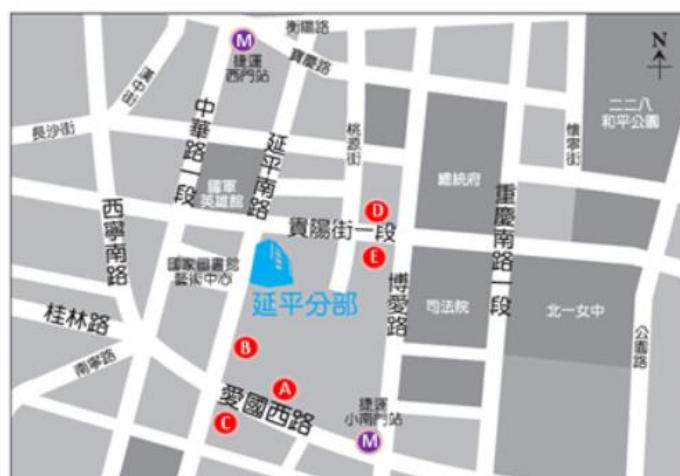 衡陽路
N
M
捷運
西門站
寶慶路
漢中街
中華路一段
延平南路
桃源街
懷寧街
二二八
和平公園
長沙街
總統府
國軍
英雄館
西寧南路
D
貴陽街一段
E
重慶南路一段
國家圖書館
藝術中心
延平分部
博愛路
司法院
北一女中
桂林路
南寧路
B
A
公園路
愛國西路
C
捷運
小南門站
M